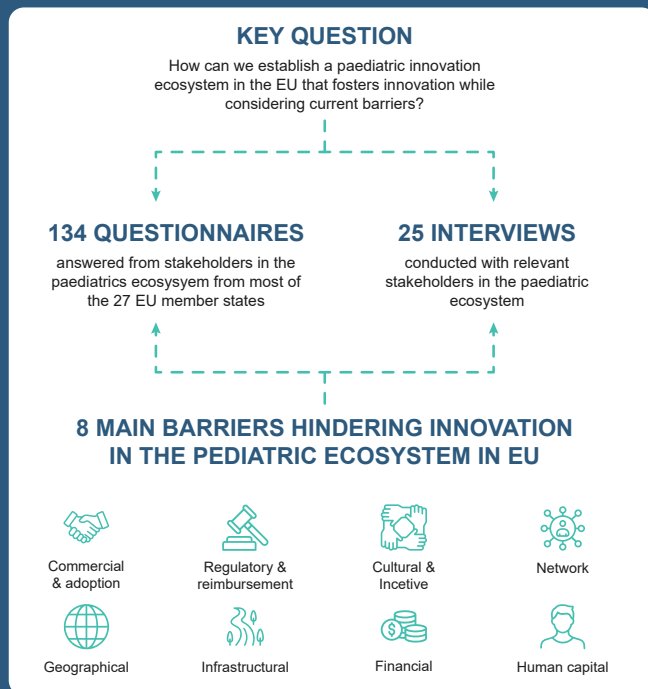 KEY QUESTION
How can we establish a paediatric innovation
ecosystem in the EU that fosters innovation while
considering current barriers?
134 QUESTIONNAIRES
answered from stakeholders in the
paediatrics ecosysyem from most of
the 27 EU member states
25 INTERVIEWS
conducted with relevant
stakeholders in the paediatric
ecosystem
8 MAIN BARRIERS HINDERING INNOVATION
IN THE PEDIATRIC ECOSYSTEM IN EU
Commercial
& adoption
Regulatory &
reimbursement
Cultural &
Incetive
Network
Geographical
Infrastructural
Financial
Human capital